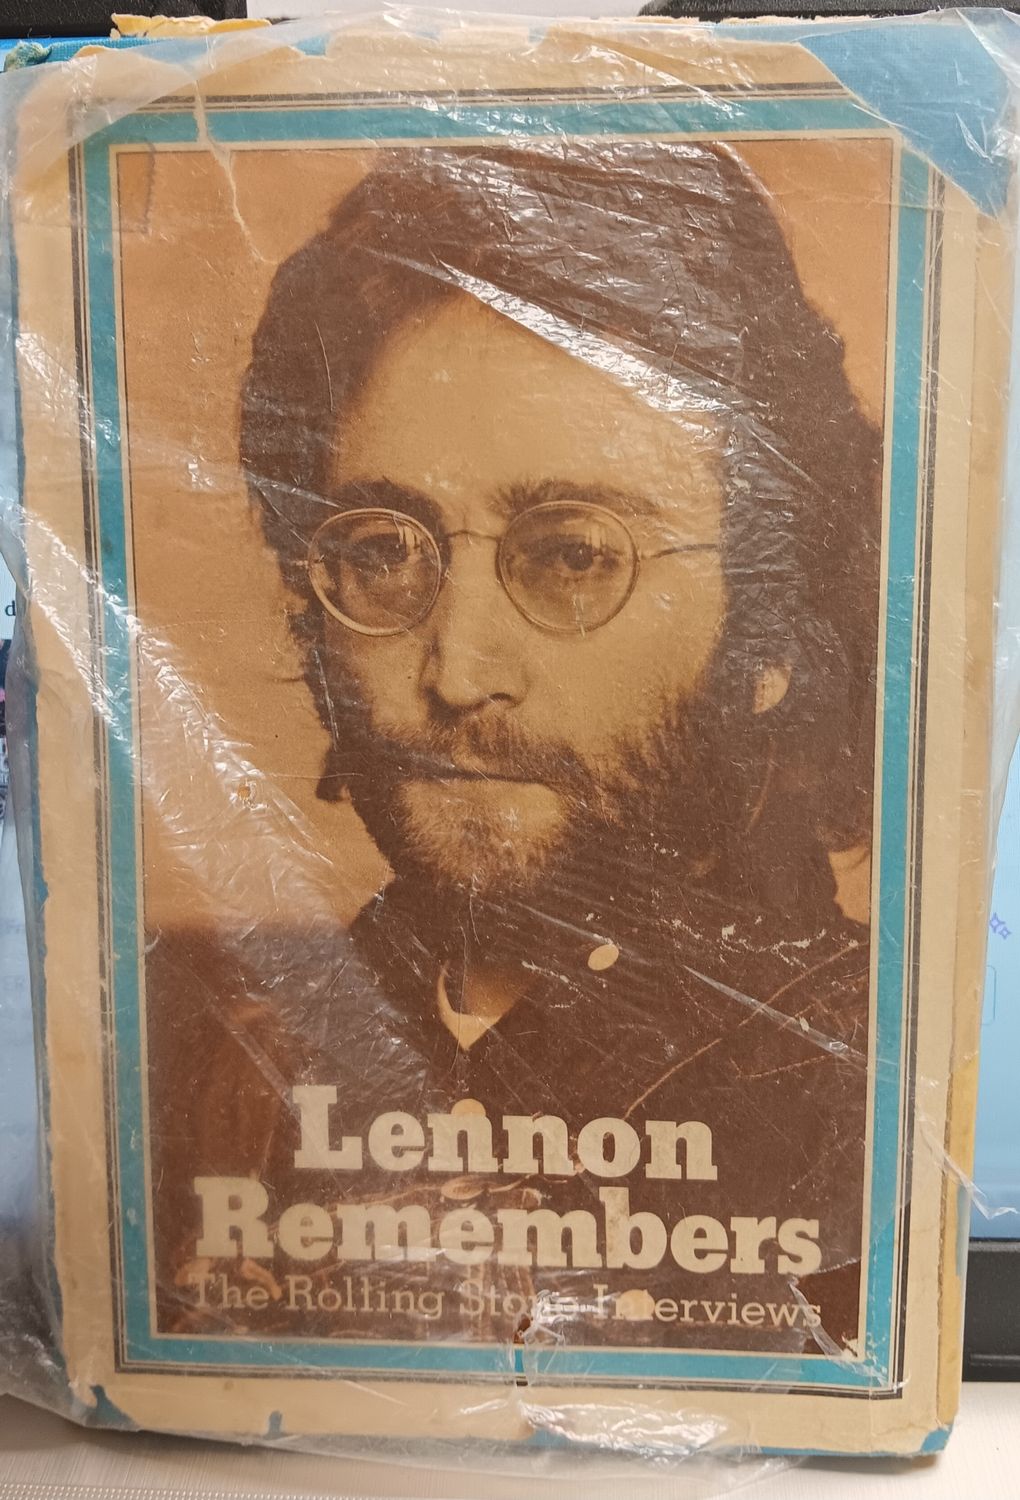 Lennon
Remembers
The Rolling Stone Interviews